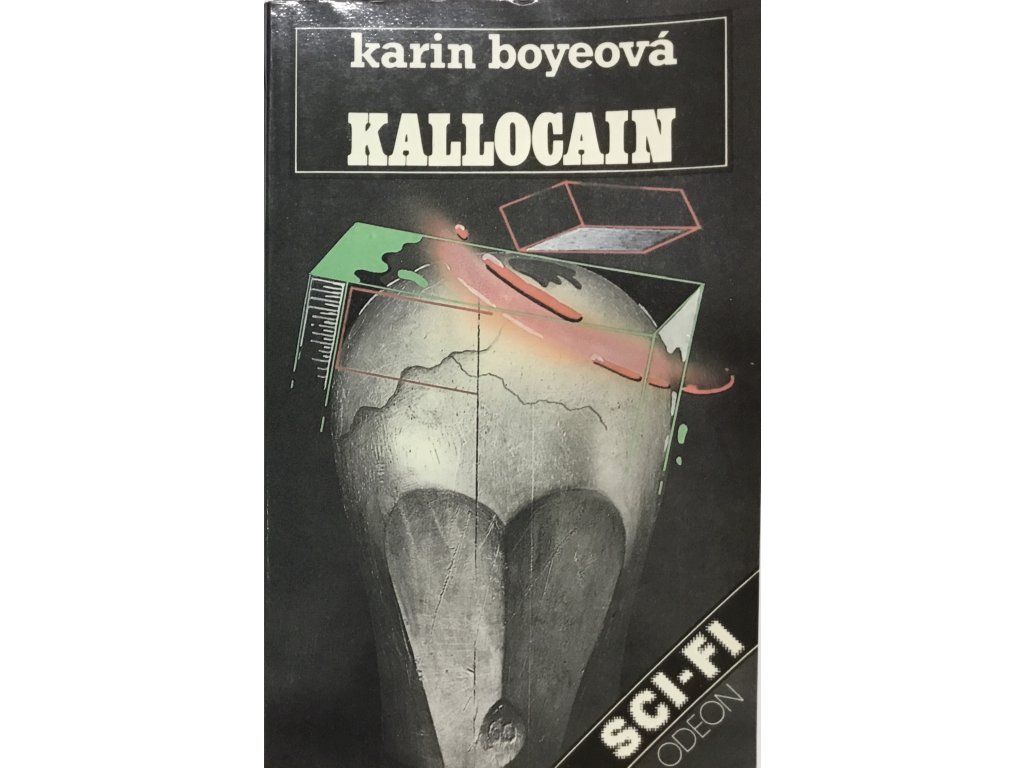 karin boyeová
KALLOCAIN
SCI-FI
ODEON